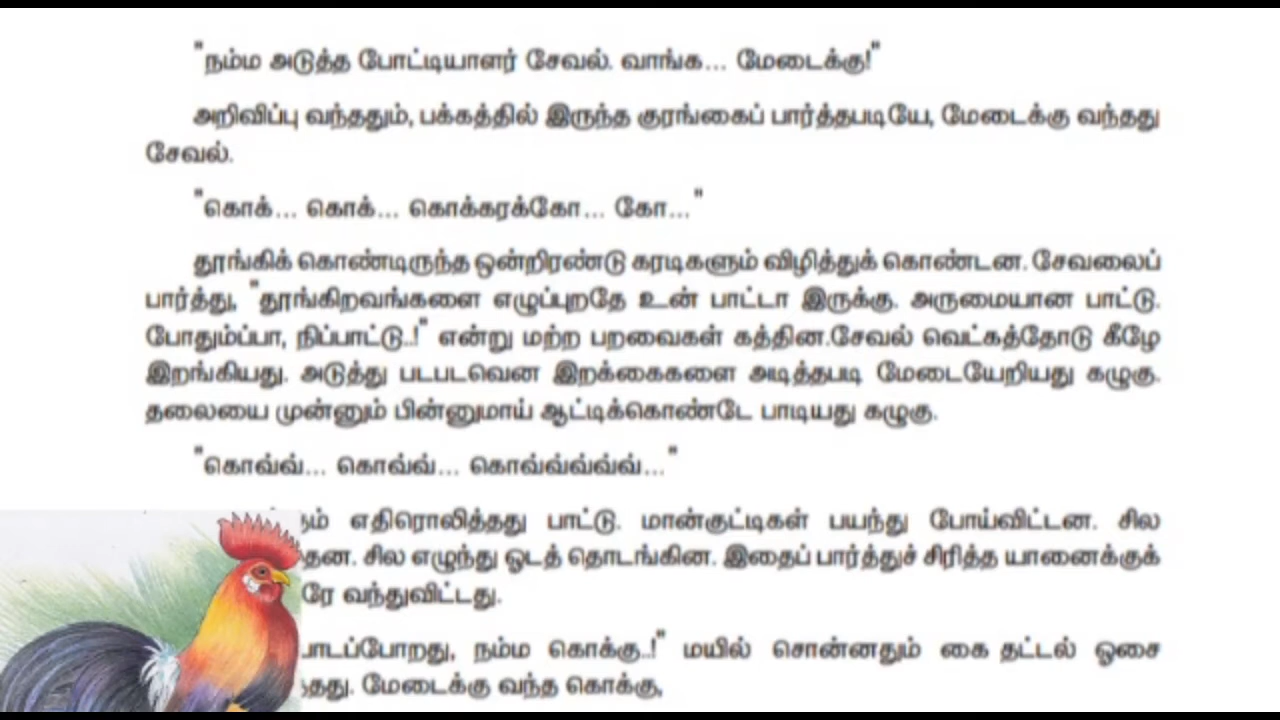 "நம்ம அடுத்த போட்டியாளர் சேவல். வாங்க... மேடைக்கு!"
அறிவிப்பு வந்ததும், பக்கத்தில் இருந்த குரங்கைப் பார்த்தபடியே, மேடைக்கு வந்தது
சேவல்.
"கொக்... கொக்... கொக்கரக்கோ... கோ..."
தூங்கிக் கொண்டிருந்த ஒன்றிரண்டு கரடிகளும் விழித்துக் கொண்டன. சேவலைப்
பார்த்து, "தூங்கிறவங்களை எழுப்புறதே உன் பாட்டா இருக்கு. அருமையான பாட்டு.
போதும்ப்பா, நிப்பாட்டு..!" என்று மற்ற பறவைகள் கத்தின.சேவல் வெட்கத்தோடு கீழே
இறங்கியது. அடுத்து படபடவென இறக்கைகளை அடித்தபடி மேடையேறியது கழுகு.
தலையை முன்னும் பின்னுமாய் ஆட்டிக்கொண்டே பாடியது கழுகு.
"கொவ்வ்... கொவ்வ்... கொவ்வ்வ்வ்வ்..."
எதிரொலித்தது பாட்டு. மான்குட்டிகள் பயந்து போய்விட்டன. சில
சில எழுந்து ஓடத் தொடங்கின. இதைப் பார்த்துச் சிரித்த யானைக்குக்
வந்துவிட்டது.
நம்ம கொக்கு..!" மயில் சொன்னதும் கை தட்டல் ஓசை
மேடைக்கு வந்த கொக்கு,